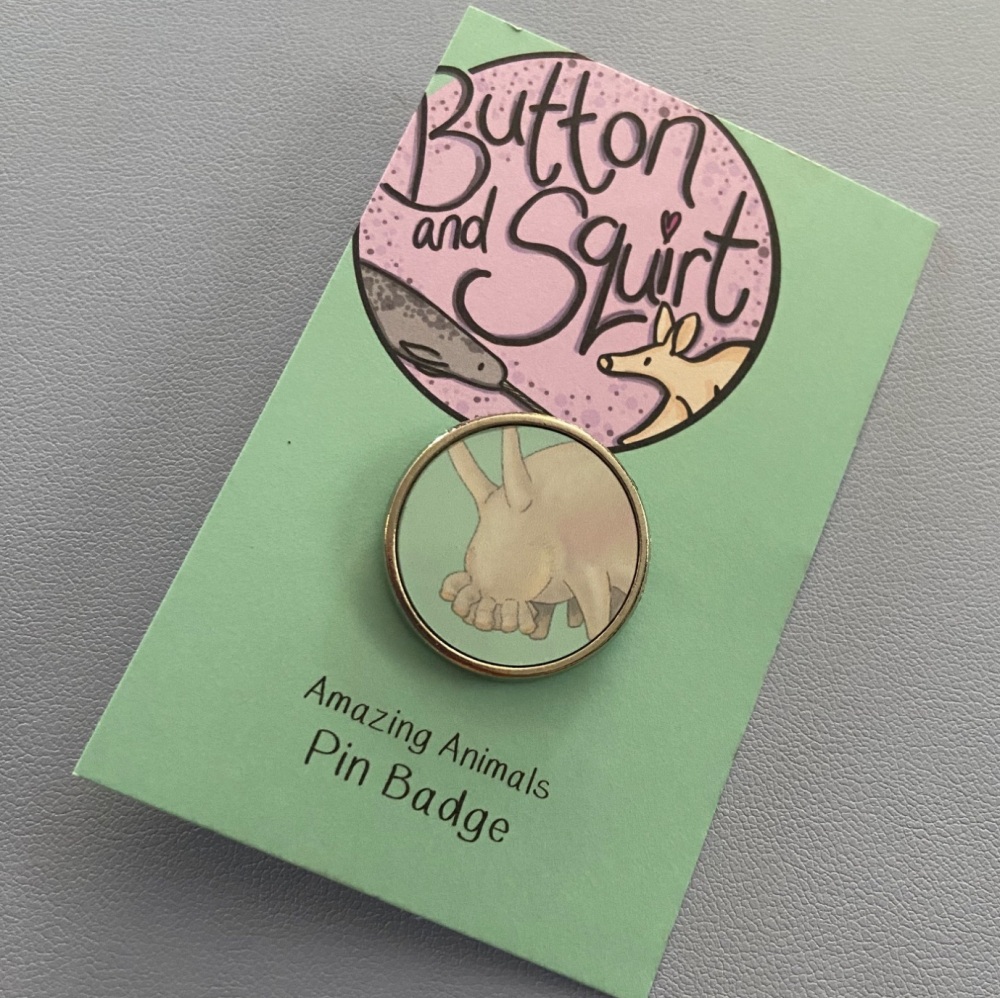 Button
and Squirt
Amazing Animals
Pin Badge